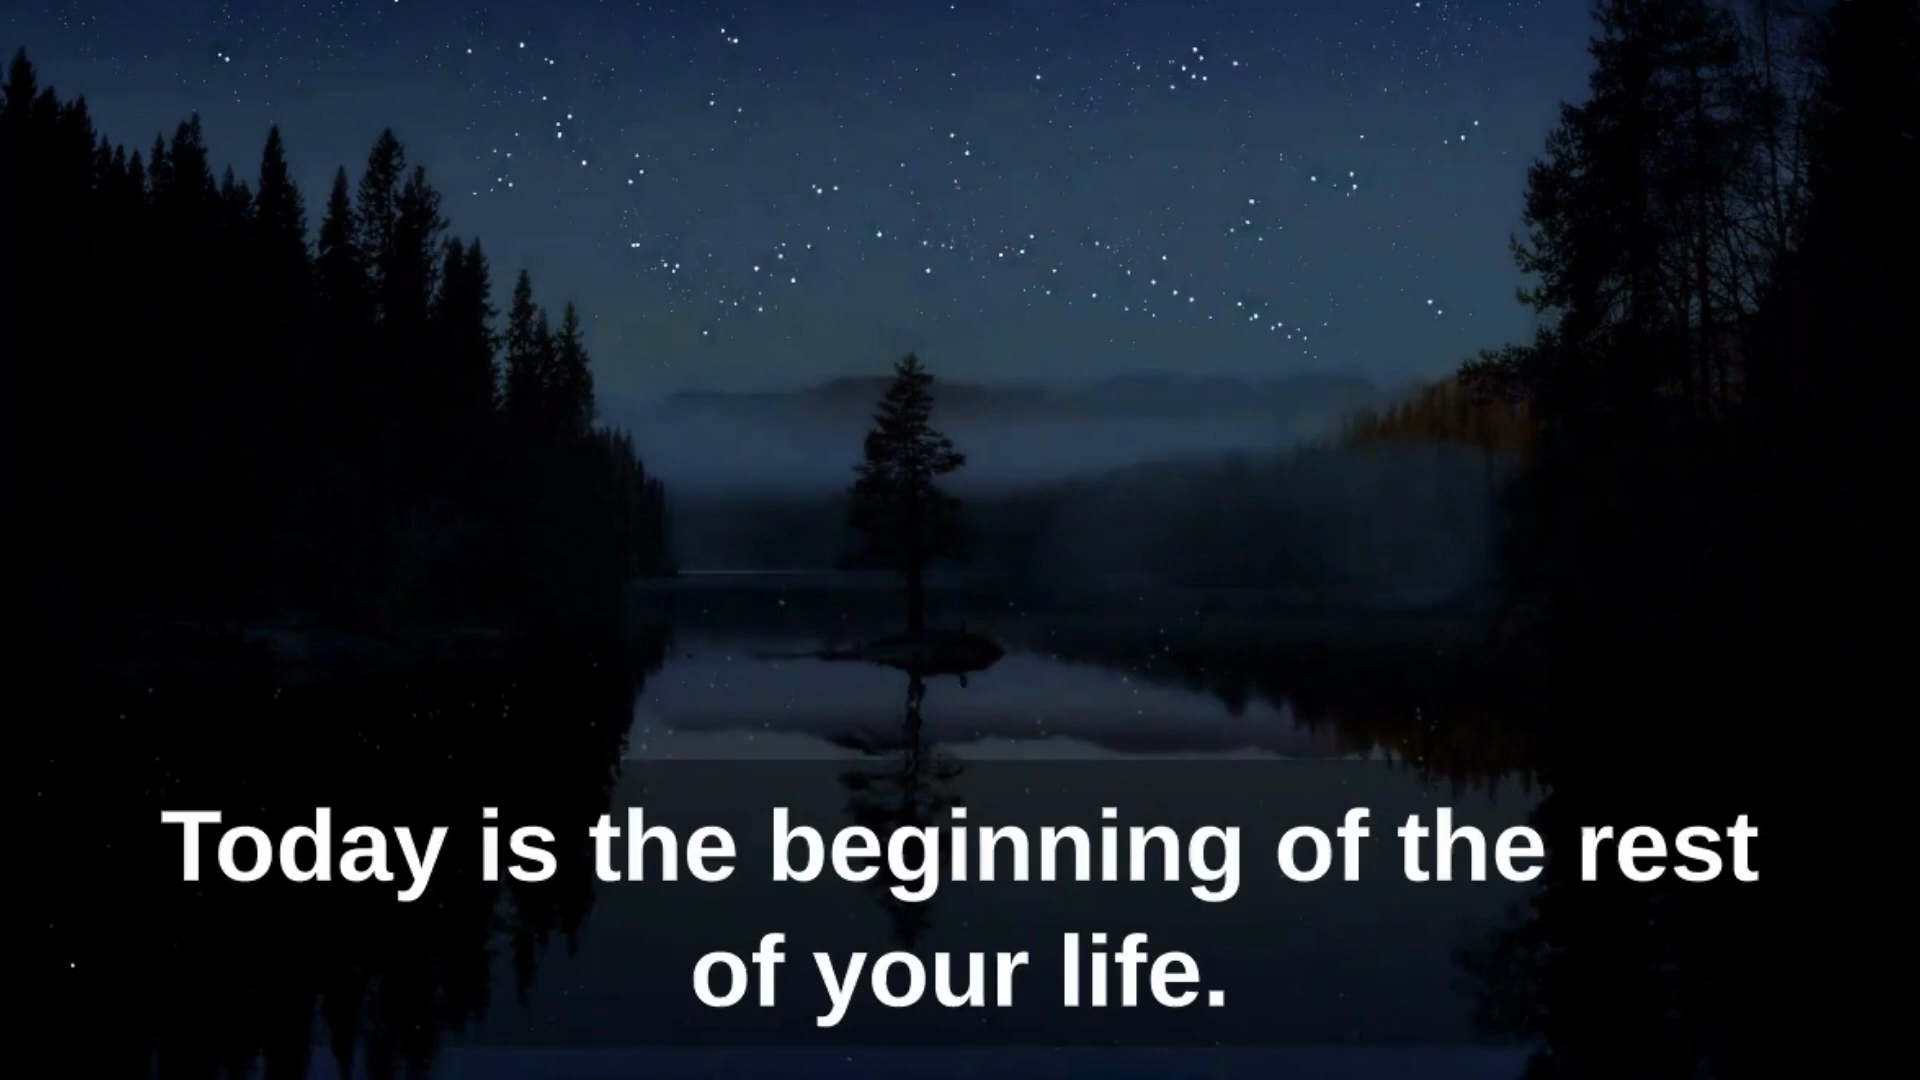 Today is the beginning of the rest
of your life.